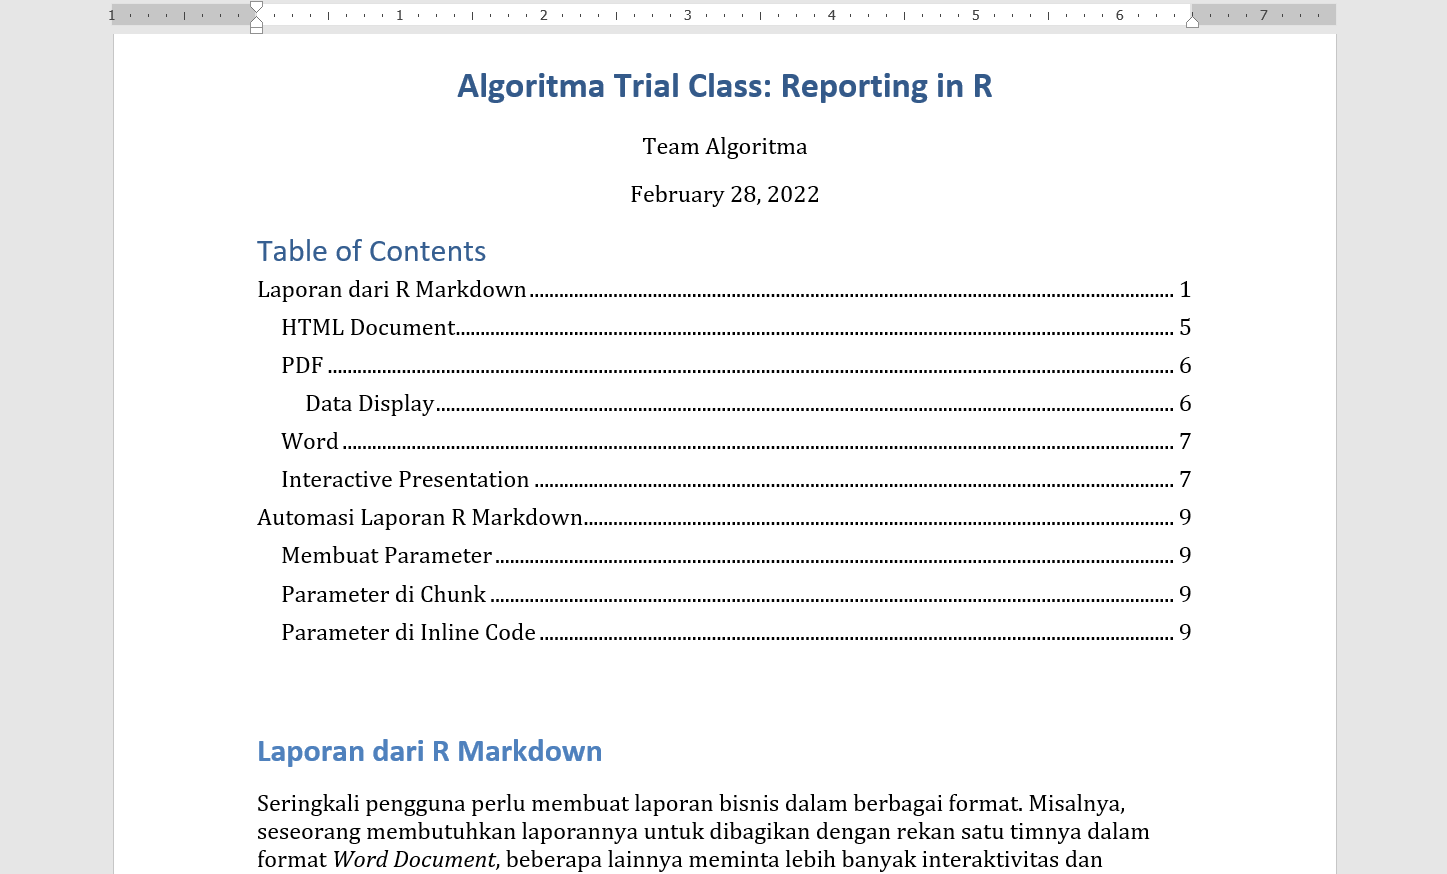 1 1 2 3 4 5 6 7
Algoritma Trial Class: Reporting in R
Team Algoritma
February 28, 2022
Table of Contents
Laporan dari R Markdown ........................................ 1
HTML Document ........................................ 5
PDF ........................................ 6
Data Display ........................................ 6
Word ........................................ 7
Interactive Presentation ........................................ 7
Automasi Laporan R Markdown ........................................ 9
Membuat Parameter ........................................ 9
Parameter di Chunk ........................................ 9
Parameter di Inline Code ........................................ 9
Laporan dari R Markdown
Seringkali pengguna perlu membuat laporan bisnis dalam berbagai format. Misalnya,
seseorang membutuhkan laporannya untuk dibagikan dengan rekan satu timnya dalam
format Word Document, beberapa lainnya meminta lebih banyak interaktivitas dan